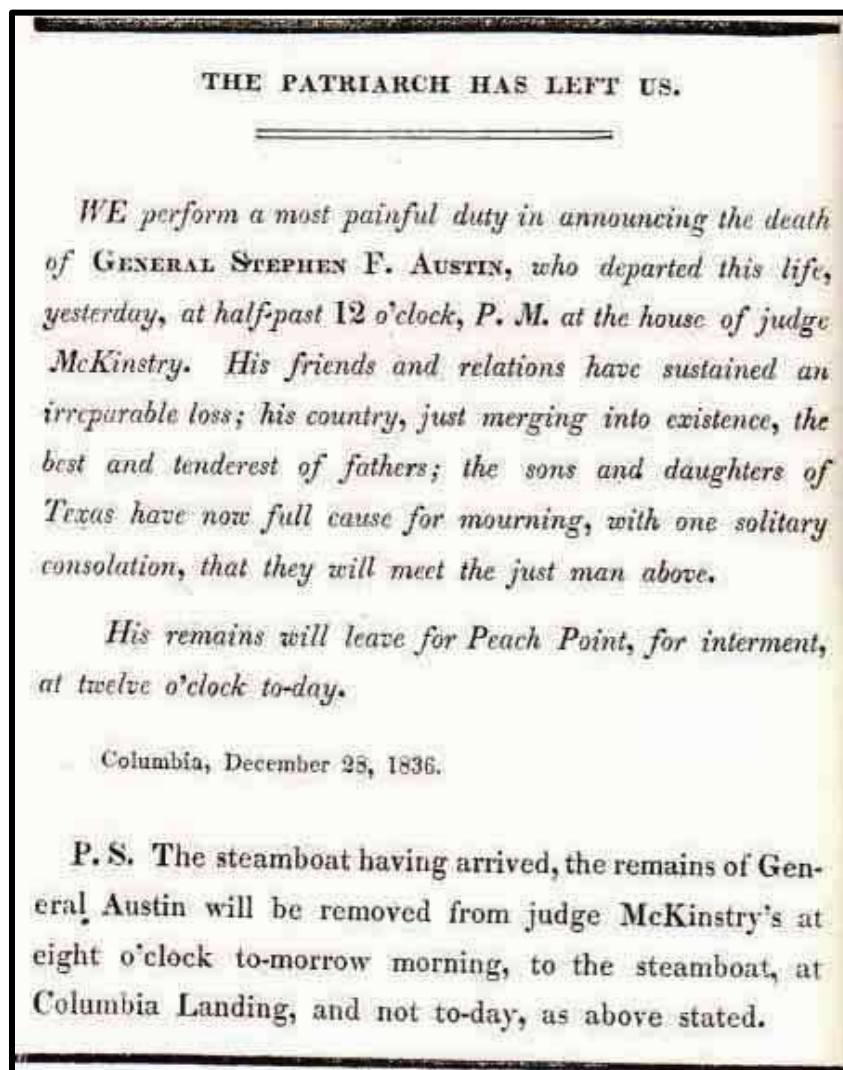 THE PATRIARCH HAS LEFT US.
WE perform a most painful duty in announcing the death
of GENERAL STEPHEN F. AUSTIN, who departed this life,
yesterday, at half-past 12 o'clock, P. M. at the house of judge
McKinstry. His friends and relations have sustained an
irreparable loss; his country, just merging into existence, the
best and tenderest of fathers; the sons and daughters of
Texas have now full cause for mourning, with one solitary
consolation, that they will meet the just man above.
His remains will leave for Peach Point, for interment,
at twelve o'clock to-day.
Columbia, December 28, 1836.
P. S. The steamboat having arrived, the remains of Gen-
eral Austin will be removed from judge McKinstry's at
eight o'clock to-morrow morning, to the steamboat, at
Columbia Landing, and not to-day, as above stated.